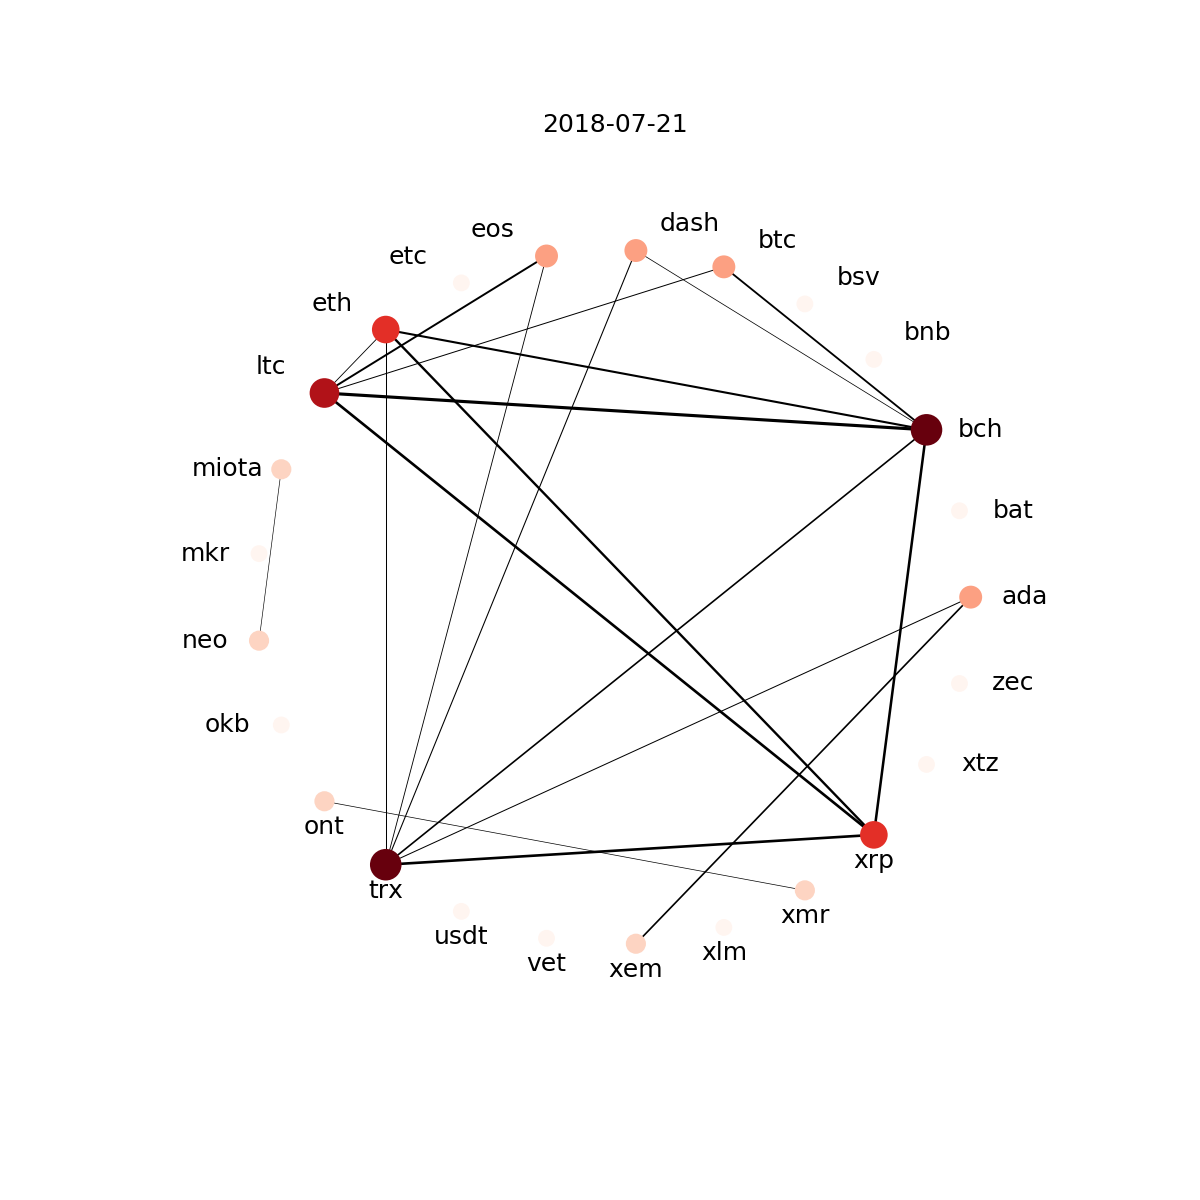 2018-07-21
dash
eos
btc
etc
bsv
eth
bnb
ltc
bch
miota
bat
mkr
ada
neo
zec
okb
xtz
ont
xrp
trx
xmr
usdt
xlm
vet
xem